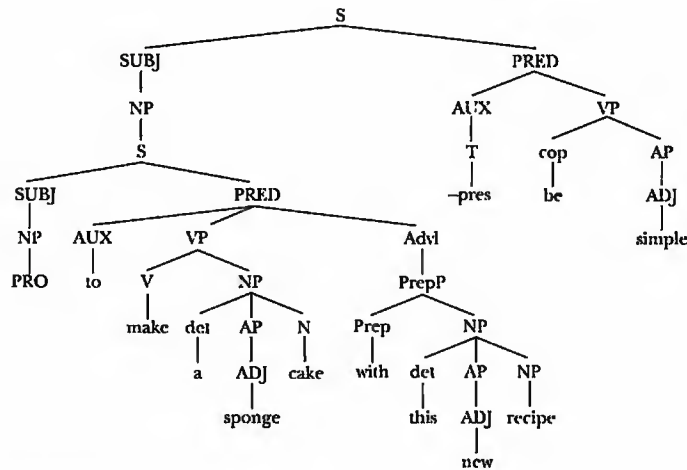 S
SUBJ PRED
NP AUX VP
S T cop AP
SUBJ PRED –pres be ADJ
NP AUX VP Advl simple
PRO to V NP PrepP
make det AP N Prep NP
a ADJ cake with det AP NP
sponge this ADJ recipe
new